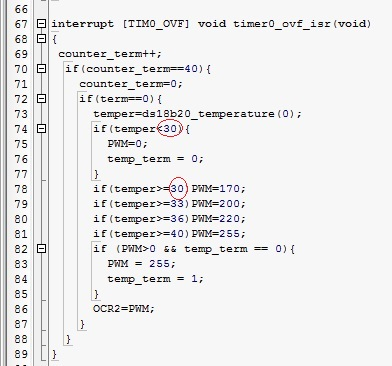 66
67 interrupt [TIM0_OVF] void timer0_ovf_isr(void)
68 {
69 counter_term++;
70 if(counter_term==40){
71 counter_term=0;
72 if(term==0){
73 temper=ds18b20_temperature(0);
74 if(temper<30){
75 PWM=0;
76 temp_term = 0;
77 }
78 if(temper>=30) PWM=170;
79 if(temper>=33) PWM=200;
80 if(temper>=36) PWM=220;
81 if(temper>=40) PWM=255;
82 if (PWM>0 && temp_term == 0){
83 PWM = 255;
84 temp_term = 1;
85 }
86 OCR2=PWM;
87 }
88 }
89 }